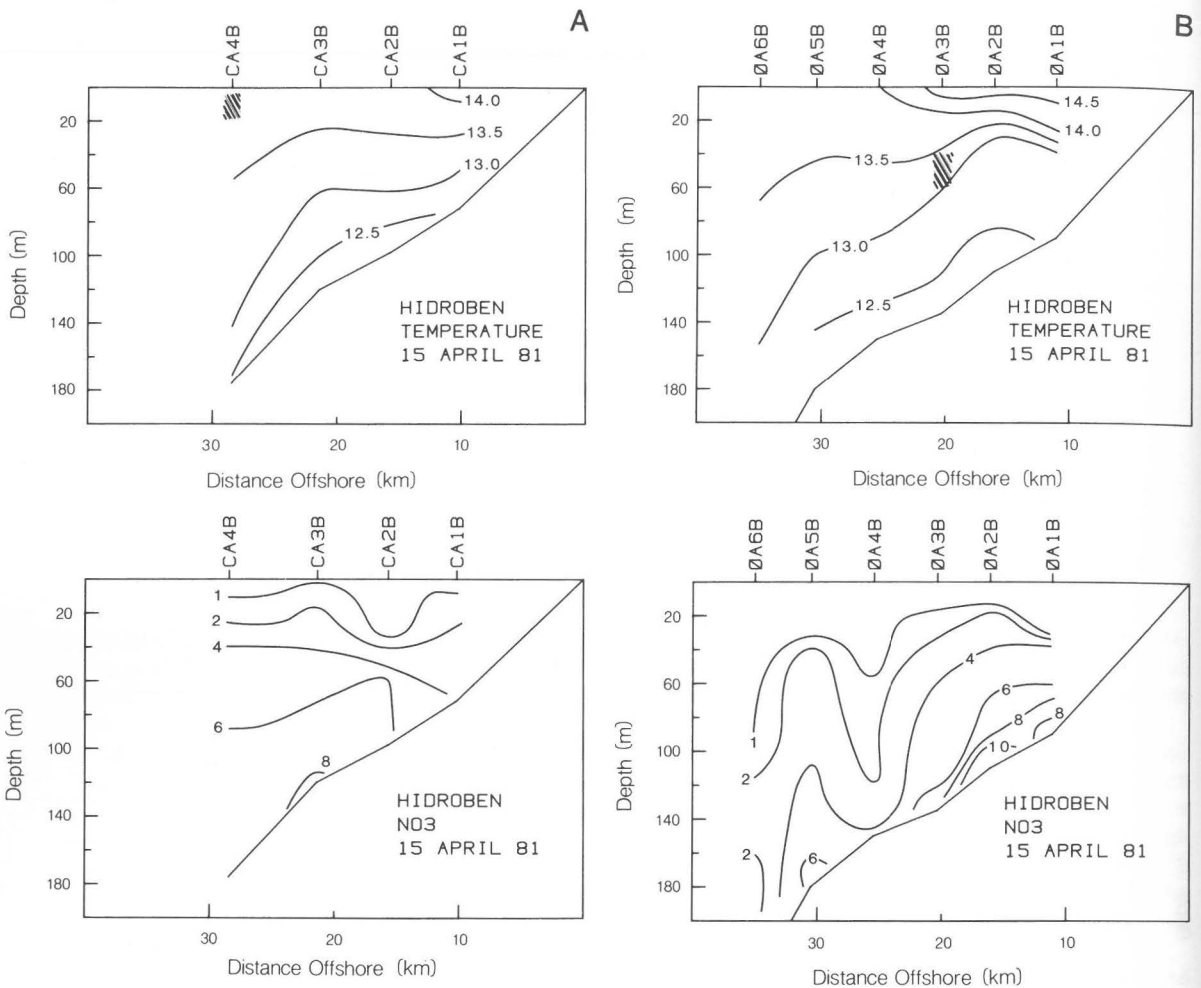 A
CA4B
CA3B
CA2B
CA1B
14.0
13.5
13.0
12.5
20
60
100
140
180
Depth (m)
HIDROBEN
TEMPERATURE
15 APRIL 81
30
20
10
Distance Offshore (km)
B
ØA6B
ØA5B
ØA4B
ØA3B
ØA2B
ØA1B
14.5
14.0
13.5
13.0
12.5
20
60
100
140
180
Depth (m)
HIDROBEN
TEMPERATURE
15 APRIL 81
30
20
10
Distance Offshore (km)
CA4B
CA3B
CA2B
CA1B
1
2
4
6
8
20
60
100
140
180
Depth (m)
HIDROBEN
NO3
15 APRIL 81
30
20
10
Distance Offshore (km)
ØA6B
ØA5B
ØA4B
ØA3B
ØA2B
ØA1B
4
6
8
8
10-
1
2
2
6
20
60
100
140
180
Depth (m)
HIDROBEN
NO3
15 APRIL 81
30
20
10
Distance Offshore (km)